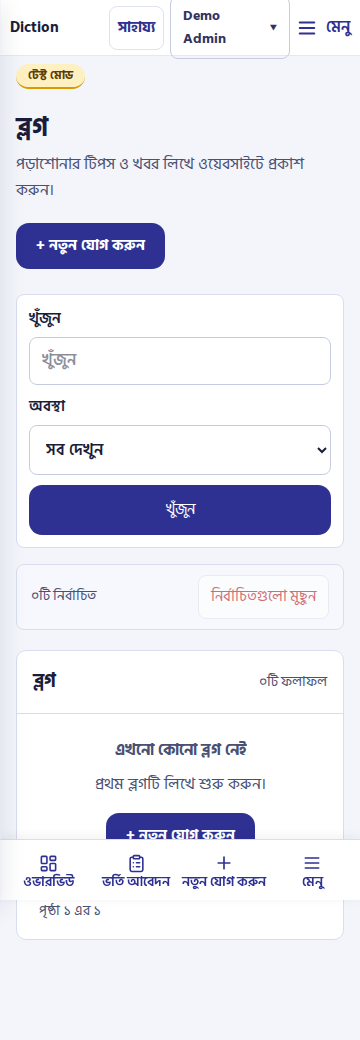 Diction
সাহায্য
Demo
Admin
মেনু
টেস্ট মোড
ব্লগ
পড়াশোনার টিপস ও খবর লিখে ওয়েবসাইটে প্রকাশ
করুন।
+ নতুন যোগ করুন
খুঁজুন
খুঁজুন
অবস্থা
সব দেখুন
খুঁজুন
০টি নির্বাচিত
নির্বাচিতগুলো মুছুন
ব্লগ
০টি ফলাফল
এখনো কোনো ব্লগ নেই
প্রথম ব্লগটি লিখে শুরু করুন।
+ নতুন যোগ করুন
ওভারভিউ
ভর্তি আবেদন
নতুন যোগ করুন
মেনু
পৃষ্ঠা ১ এর ১